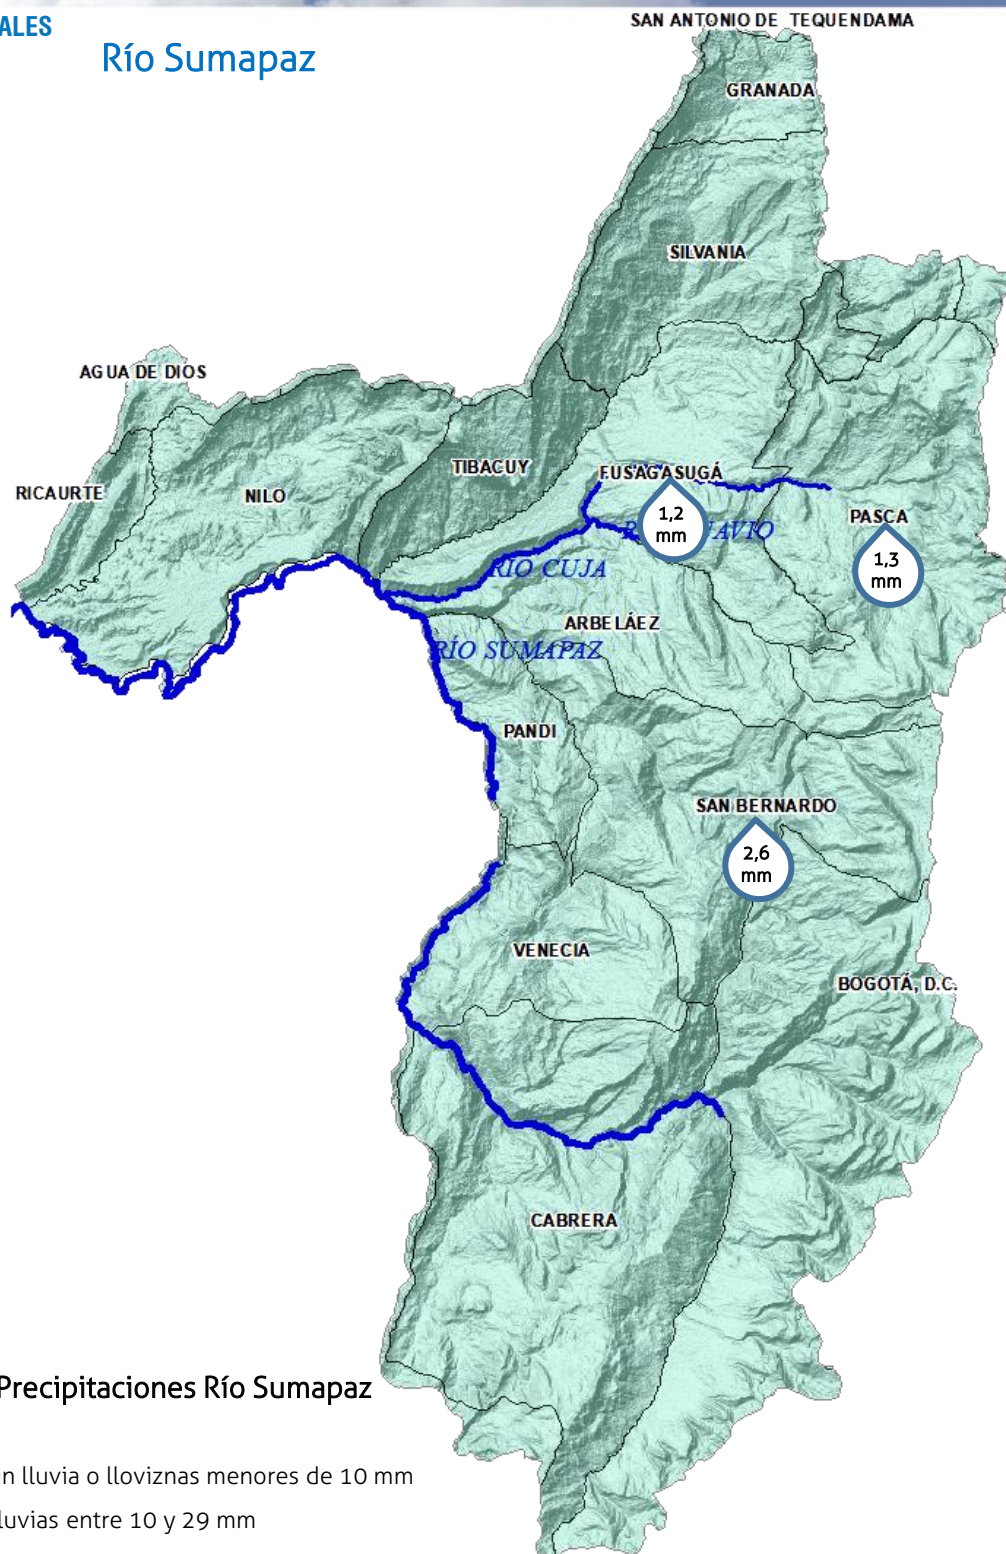 ALES
Río Sumapaz
SAN ANTONIO DE TEQUENDAMA
GRANADA
SILVANIA
AGUA DE DIOS
TIBACUY
FUSAGASUGÁ
RICAURTE
NILO
1,2
mm
PASCA
1,3
mm
RÍO CUJA
ARBELÁEZ
RÍO SUMAPAZ
PANDI
SAN BERNARDO
2,6
mm
VENECIA
BOGOTÁ, D.C.
CABRERA
Precipitaciones Río Sumapaz
an lluvia o lloviznas menores de 10 mm
luvias entre 10 y 29 mm